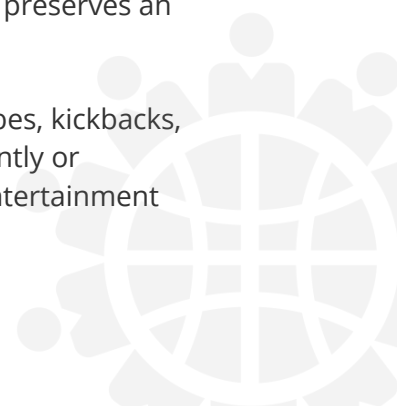 preserves an
bes, kickbacks,
ntly or
ntertainment